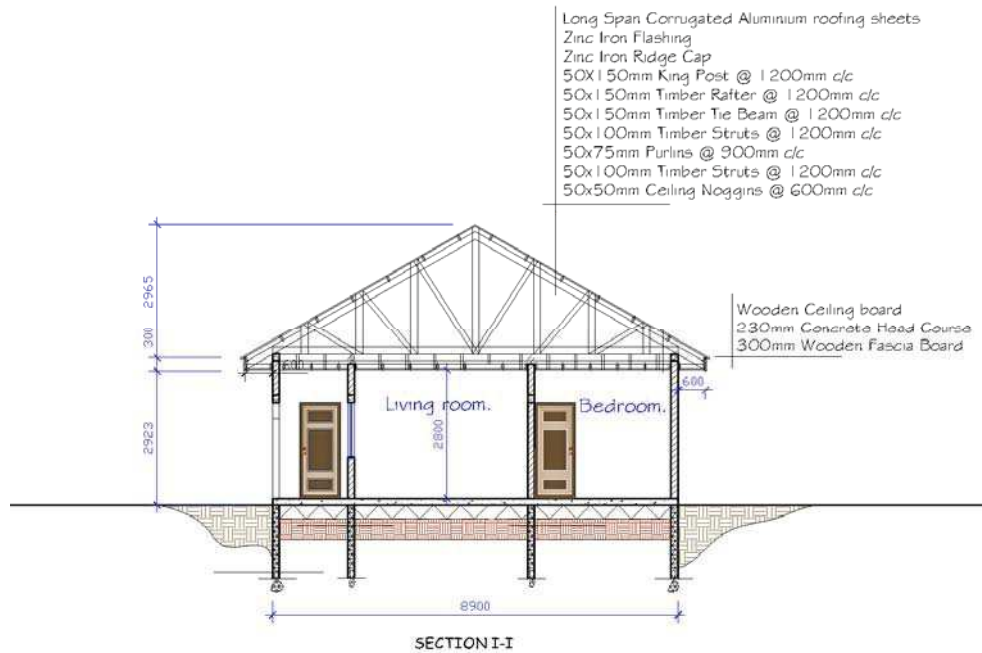 Long Span Corrugated Aluminium roofing sheets
Zinc Iron Flashing
Zinc Iron Ridge Cap
50X150mm King Post @ 1200mm c/c
50x150mm Timber Rafter @ 1200mm c/c
50x150mm Timber Tie Beam @ 1200mm c/c
50x100mm Timber Struts @ 1200mm c/c
50x75mm Purlins @ 900mm c/c
50x100mm Timber Struts @ 1200mm c/c
50x50mm Ceiling Noggins @ 600mm c/c
2965
300
Wooden Ceiling board
230mm Concrete Head Course
300mm Wooden Fascia Board
600
600
Living room.
Bedroom.
2923
2800
8900
SECTION I-I